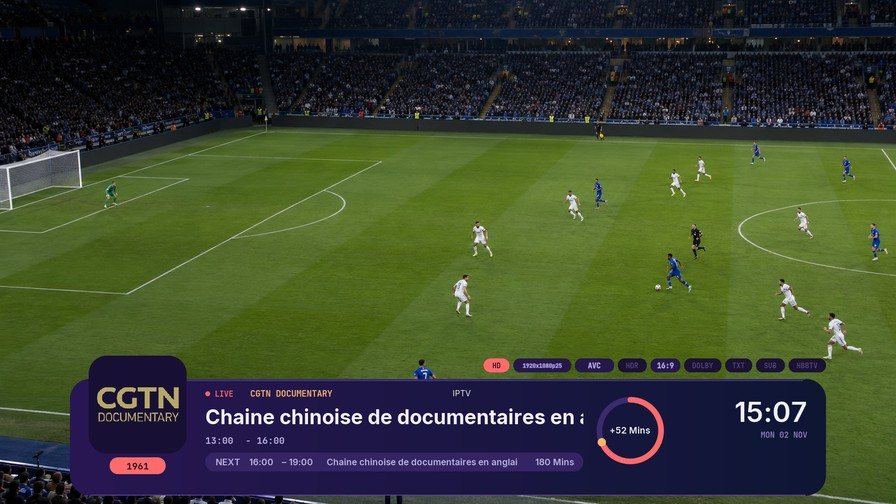 HD 1920x1080p25 AVC HDR 16:9 DOLBY TXT SUB HBBTV
CGTN
DOCUMENTARY
1961
LIVE CGTN DOCUMENTARY IPTV
Chaine chinoise de documentaires en a
13:00 - 16:00
NEXT 16:00 - 19:00 Chaine chinoise de documentaires en anglai 180 Mins
+52 Mins
15:07
MON 02 NOV